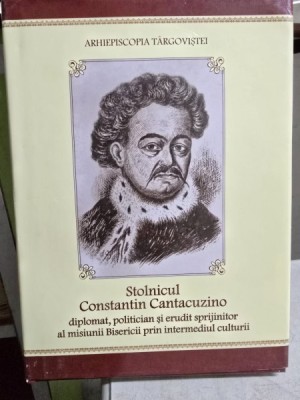 ARHIEPISCOPIA TÂRGOVIȘTEI
Stolnicul
Constantin Cantacuzino
diplomat, politician și erudit sprijinitor
al misiunii Bisericii prin intermediul culturii